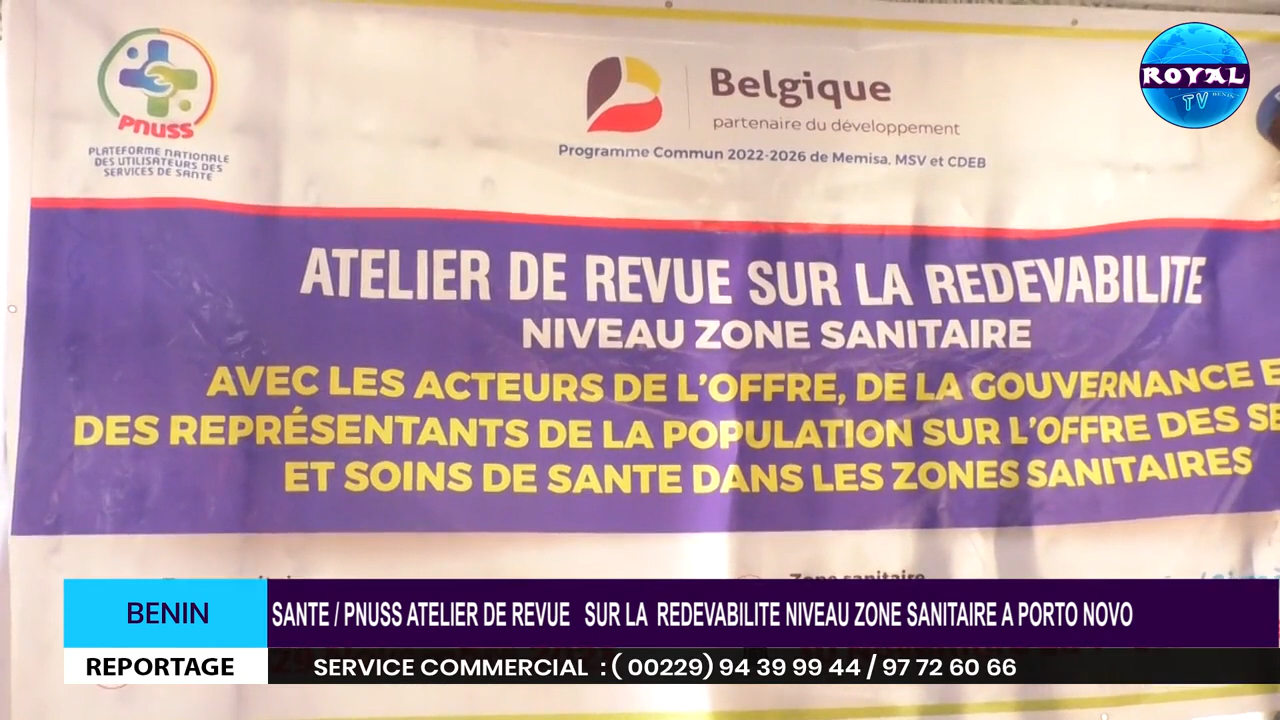 PNUSS
PLATEFORME NATIONALE
DES UTILISATEURS DES
SERVICES DE SANTE
Belgique
partenaire du développement
Programme Commun 2022-2026 de Memisa, MSV et CDEB
ROYAL
TV
BENIN
ATELIER DE REVUE SUR LA REDEVABILITE
NIVEAU ZONE SANITAIRE
AVEC LES ACTEURS DE L'OFFRE, DE LA GOUVERNANCE E
DES REPRÉSENTANTS DE LA POPULATION SUR L'OFFRE DES SE
ET SOINS DE SANTE DANS LES ZONES SANITAIRES
Zone sanitaire
BENIN
SANTE / PNUSS ATELIER DE REVUE SUR LA REDEVABILITE NIVEAU ZONE SANITAIRE A PORTO NOVO
REPORTAGE
SERVICE COMMERCIAL : ( 00229) 94 39 99 44 / 97 72 60 66